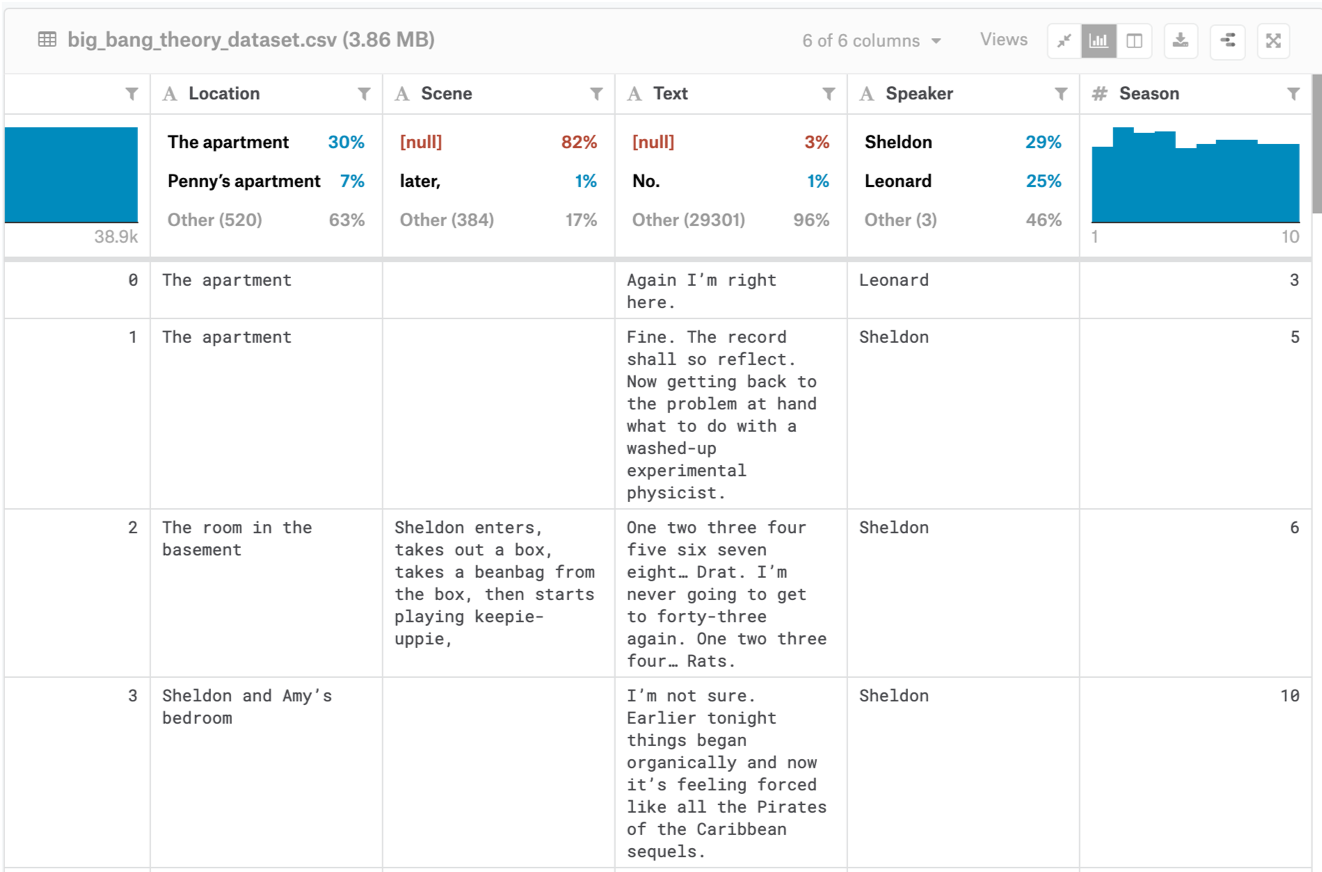 big_bang_theory_dataset.csv (3.86 MB)
6 of 6 columns
Views
A Location
A Scene
A Text
A Speaker
# Season
38.9k
The apartment 30%
Penny’s apartment 7%
Other (520) 63%
[null] 82%
later, 1%
Other (384) 17%
[null] 3%
No. 1%
Other (29301) 96%
Sheldon 29%
Leonard 25%
Other (3) 46%
1 10
0
The apartment
Again I’m right
here.
Leonard
3
1
The apartment
Fine. The record
shall so reflect.
Now getting back to
the problem at hand
what to do with a
washed-up
experimental
physicist.
Sheldon
5
2
The room in the
basement
Sheldon enters,
takes out a box,
takes a beanbag from
the box, then starts
playing keepie-
uppie,
One two three four
five six seven
eight… Drat. I’m
never going to get
to forty-three
again. One two three
four… Rats.
Sheldon
6
3
Sheldon and Amy’s
bedroom
I’m not sure.
Earlier tonight
things began
organically and now
it’s feeling forced
like all the Pirates
of the Caribbean
sequels.
Sheldon
10